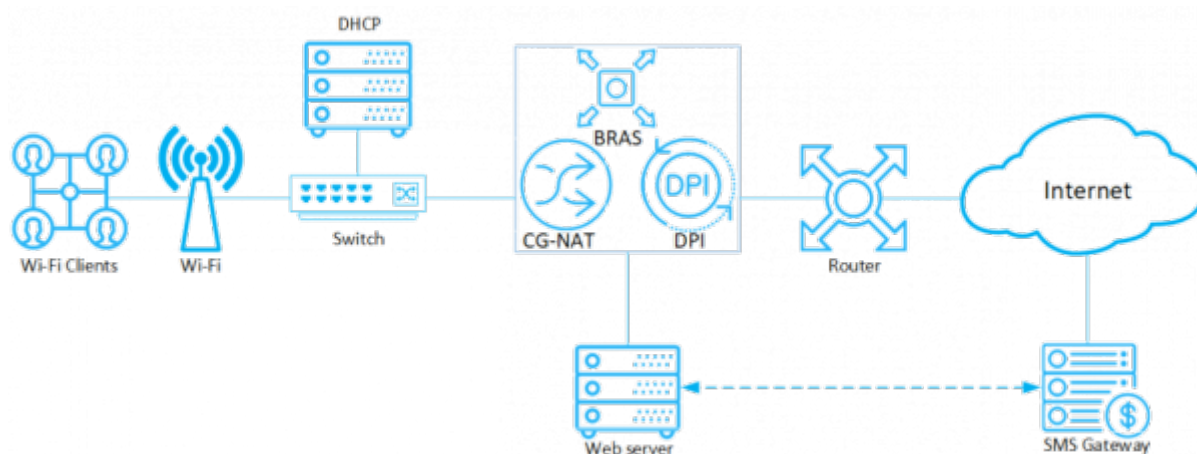 DHCP
BRAS
DPI
Internet
CG-NAT
DPI
Switch
Wi-Fi Clients
Wi-Fi
Router
Web server
SMS Gateway
$